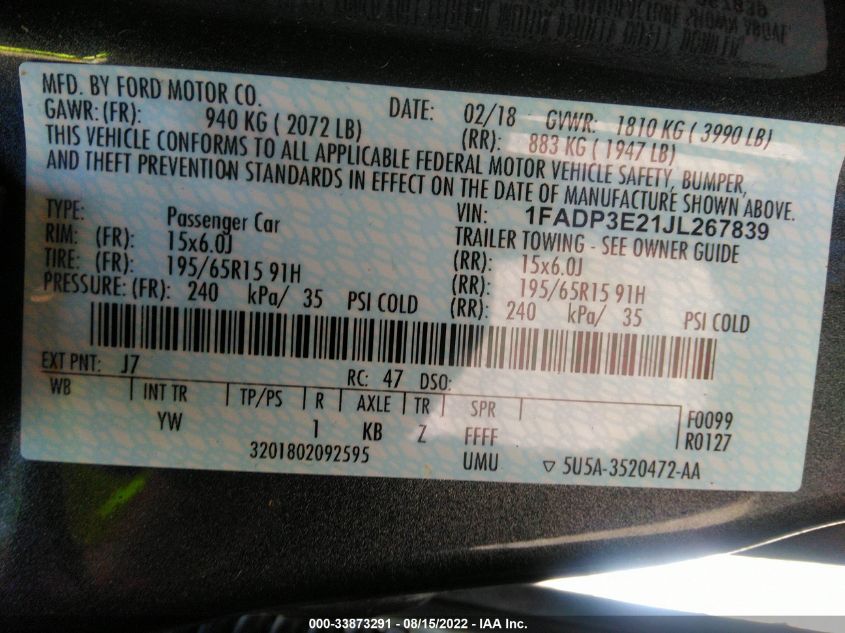 MFD. BY FORD MOTOR CO.
DATE: 02/18 GVWR: 1810 KG ( 3990 LB)
GAWR: (FR): 940 KG ( 2072 LB) (RR): 883 KG ( 1947 LB)
THIS VEHICLE CONFORMS TO ALL APPLICABLE FEDERAL MOTOR VEHICLE SAFETY, BUMPER,
AND THEFT PREVENTION STANDARDS IN EFFECT ON THE DATE OF MANUFACTURE SHOWN ABOVE.
VIN: 1FADP3E21JL267839
TYPE: Passenger Car TRAILER TOWING - SEE OWNER GUIDE
RIM: (FR): 15x6.0J (RR): 15x6.0J
TIRE: (FR): 195/65R15 91H (RR): 195/65R15 91H
PRESSURE: (FR): 240 kPa/ 35 PSI COLD (RR): 240 kPa/ 35 PSI COLD
EXT PNT: J7 RC: 47 DSO:
WB INT TR TP/PS R AXLE TR SPR F0099
YW 1 KB Z FFFF R0127
3201802092595 UMU ▽ 5U5A-3520472-AA
000-33873291 - 08/15/2022 - IAA Inc.